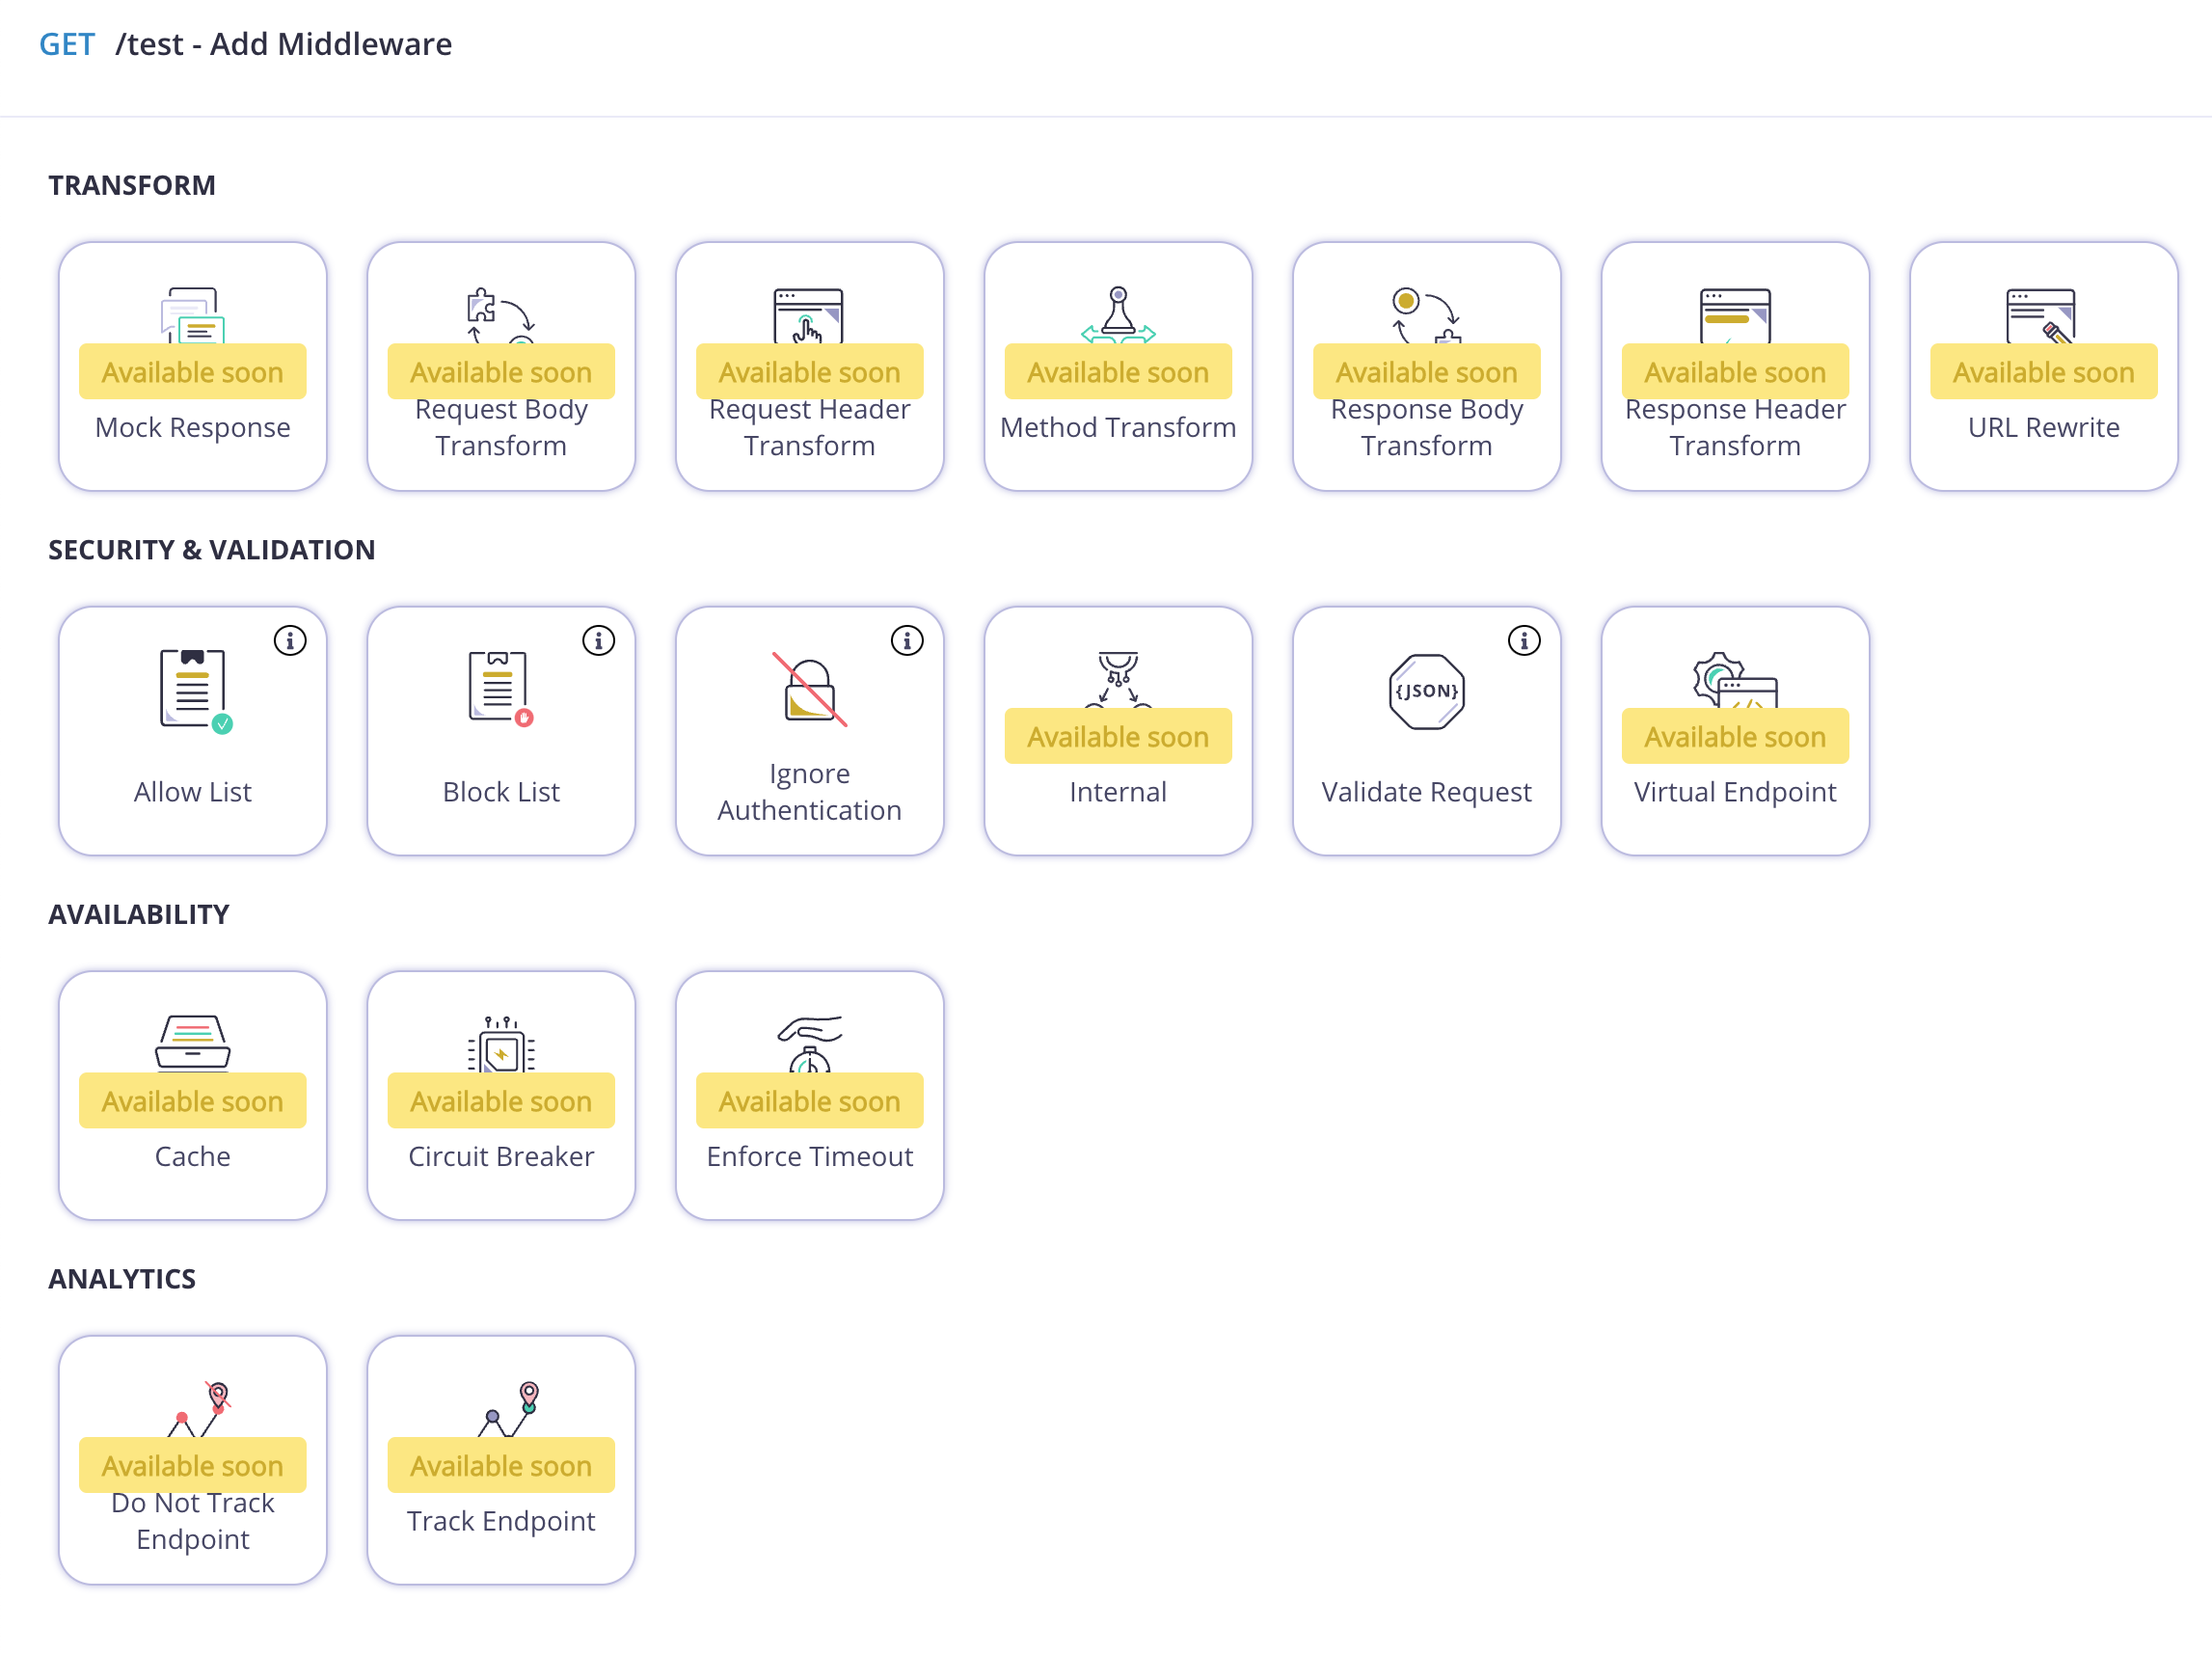 GET /test - Add Middleware
TRANSFORM
Available soon
Mock Response
Available soon
Request Body
Transform
Available soon
Request Header
Transform
Available soon
Method Transform
Available soon
Response Body
Transform
Available soon
Response Header
Transform
Available soon
URL Rewrite
SECURITY & VALIDATION
Allow List
Block List
Ignore
Authentication
Available soon
Internal
{JSON}
Validate Request
Available soon
Virtual Endpoint
AVAILABILITY
Available soon
Cache
Available soon
Circuit Breaker
Available soon
Enforce Timeout
ANALYTICS
Available soon
Do Not Track
Endpoint
Available soon
Track Endpoint